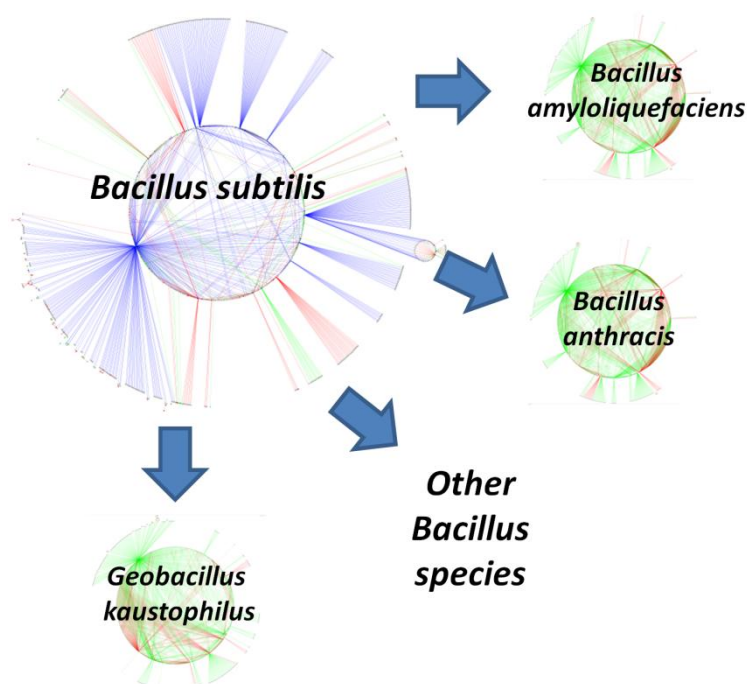 Bacillus
amyloliquefaciens
Bacillus subtilis
Bacillus
anthracis
Other
Bacillus
species
Geobacillus
kaustophilus